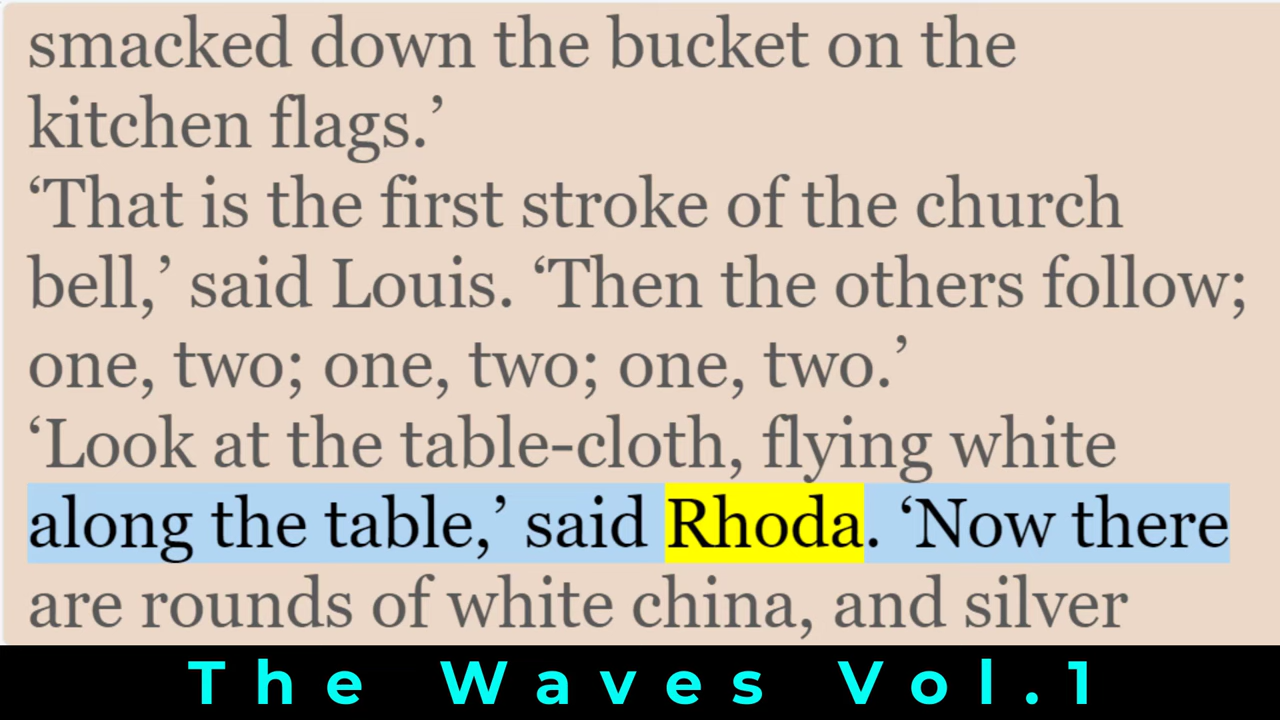 smacked down the bucket on the
kitchen flags.’
‘That is the first stroke of the church
bell,’ said Louis. ‘Then the others follow;
one, two; one, two; one, two.’
‘Look at the table-cloth, flying white
along the table,’ said Rhoda. ‘Now there
are rounds of white china, and silver
The Waves Vol.1